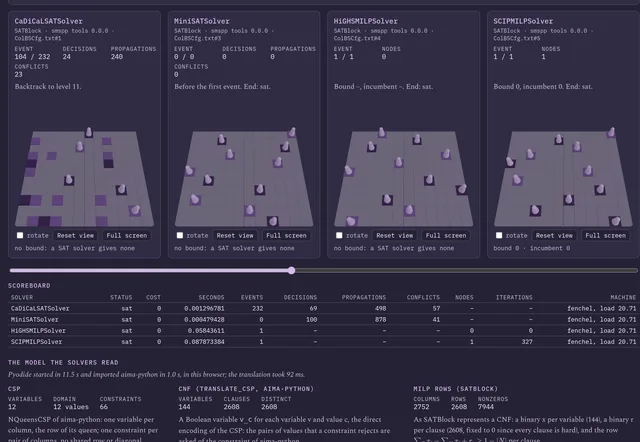 CaDiCaLSATSolver
SATBlock · smspp tools 0.0.0 ·
ColBSCfg.txt#1
EVENT DECISIONS PROPAGATIONS
104 / 232 24 240
CONFLICTS
23
Backtrack to level 11.
rotate Reset view Full screen
no bound: a SAT solver gives none
MiniSATSolver
SATBlock · smspp tools 0.0.0 ·
ColBSCfg.txt#3
EVENT DECISIONS PROPAGATIONS
0 / 0 0 0
CONFLICTS
0
Before the first event. End: sat.
rotate Reset view Full screen
no bound: a SAT solver gives none
HiGHSMILPSolver
SATBlock · smspp tools 0.0.0 ·
ColBSCfg.txt#4
EVENT NODES
1 / 1 0
Bound –, incumbent –. End: sat.
rotate Reset view Full screen
no bound: a SAT solver gives none
SCIPMILPSolver
SATBlock · smspp tools 0.0.0 ·
ColBSCfg.txt#5
EVENT NODES
1 / 1 1
Bound 0, incumbent 0. End: sat.
rotate Reset view Full screen
bound 0 · incumbent 0
SCOREBOARD
SOLVER STATUS COST SECONDS EVENTS DECISIONS PROPAGATIONS CONFLICTS NODES ITERATIONS MACHINE
CaDiCaLSATSolver sat 0 0.001296781 232 69 498 57 – – fenchel, load 20.71
MiniSATSolver sat 0 0.000479428 0 100 878 41 – – fenchel, load 20.71
HiGHSMILPSolver sat 0 0.05843611 1 – – – 0 0 fenchel, load 20.71
SCIPMILPSolver sat 0 0.087873384 1 – – – 1 327 fenchel, load 20.71
THE MODEL THE SOLVERS READ
Pyodide started in 11.5 s and imported aima-python in 1.0 s, in this browser; the translation took 92 ms.
CSP
VARIABLES DOMAIN CONSTRAINTS
12 12 values 66
NQueensCSP of aima-python: one variable per
column, the row of its queen; one constraint per
CNF (TRANSLATE_CSP, AIMA-PYTHON)
VARIABLES CLAUSES DISTINCT
144 2608 2608
A Boolean variable v_c for each variable v and value c, the direct
encoding of the CSP: the pairs of values that a constraint rejects are
MILP ROWS (SATBLOCK)
COLUMNS ROWS NONZEROS
2752 2608 7944
As SATBlock represents a CNF: a binary x per variable (144), a binary s
per clause (2608, fixed to 0 since every clause is hard), and the row